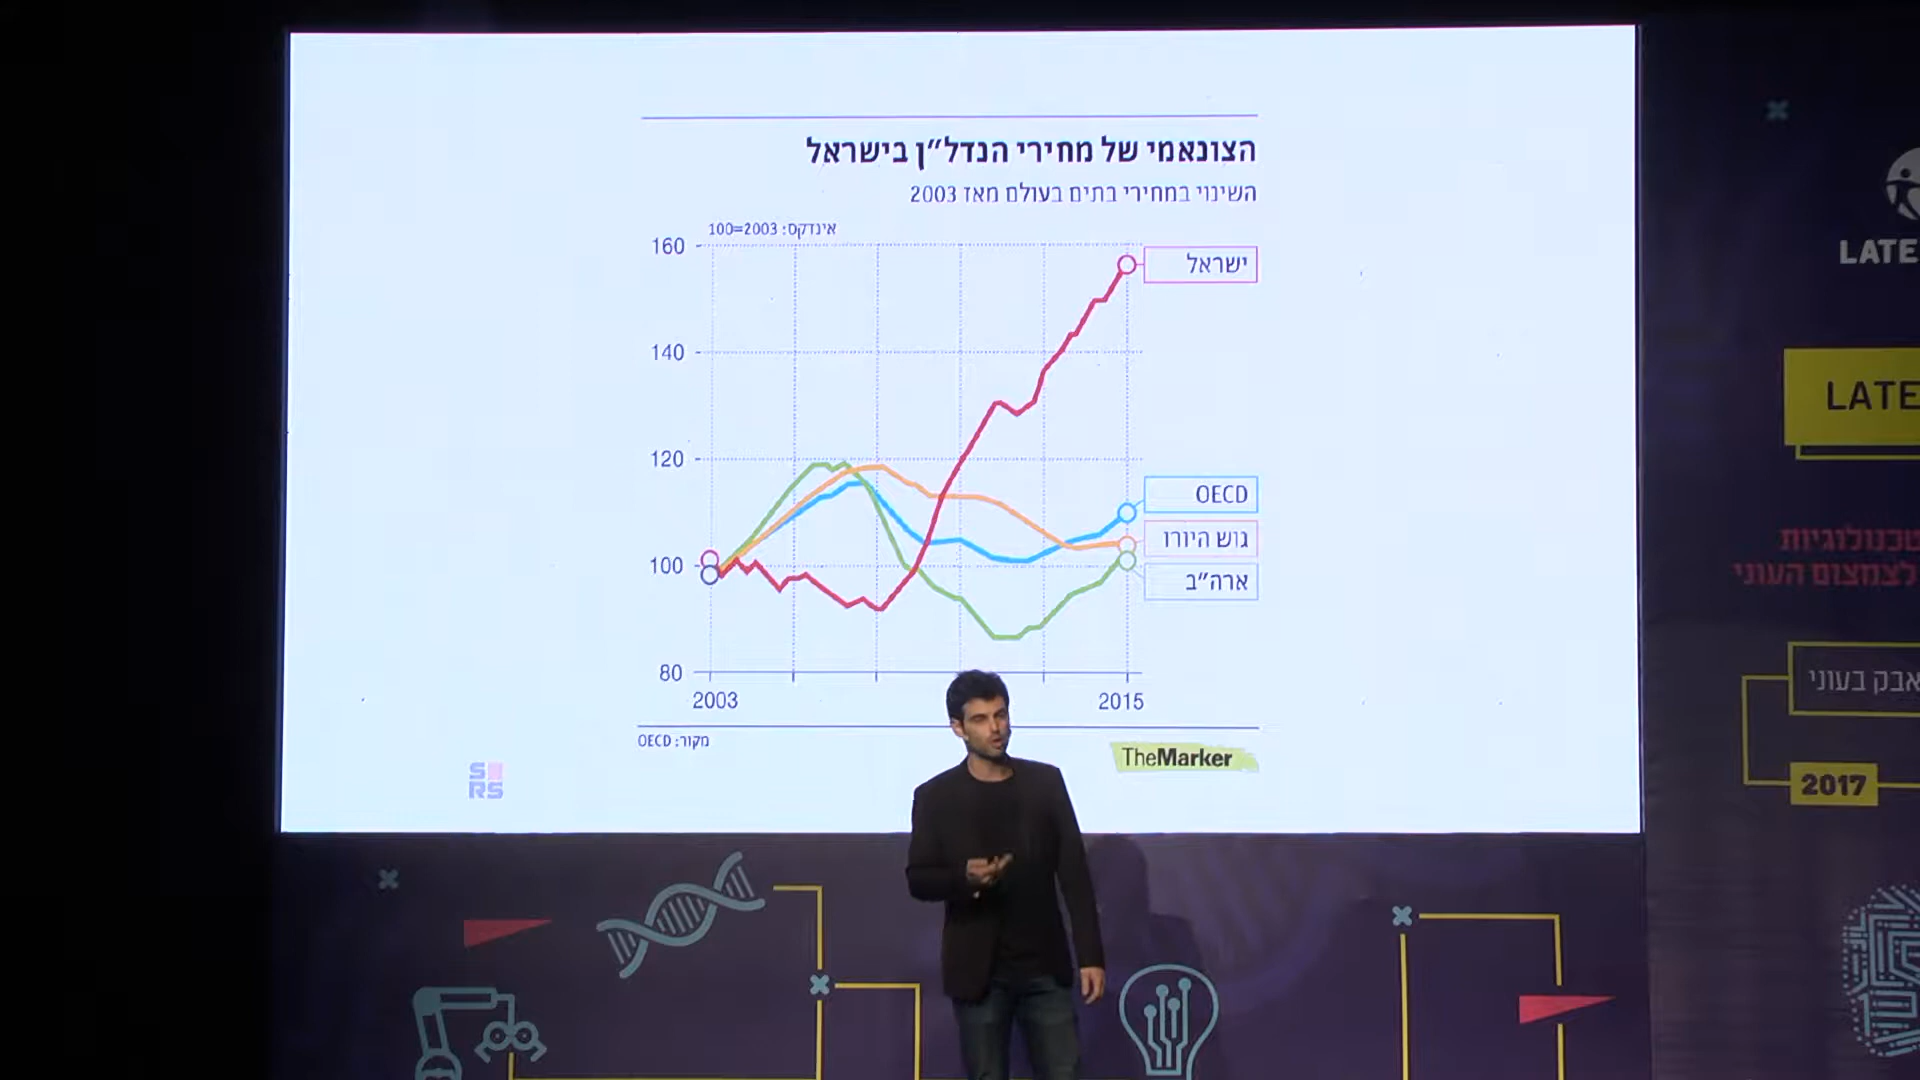 הצונאמי של מחירי הנדל״ן בישראל
השינוי במחירי בתים בעולם מאז 2003
אינדקס: 2003=100
160
140
120
100
80
2003
2015
ישראל
OECD
גוש היורו
ארה״ב
מקור: OECD
TheMarker
S RS
LATE
LATE
טכנולוגיות
לצמצום העוני
אבק בעוני
2017